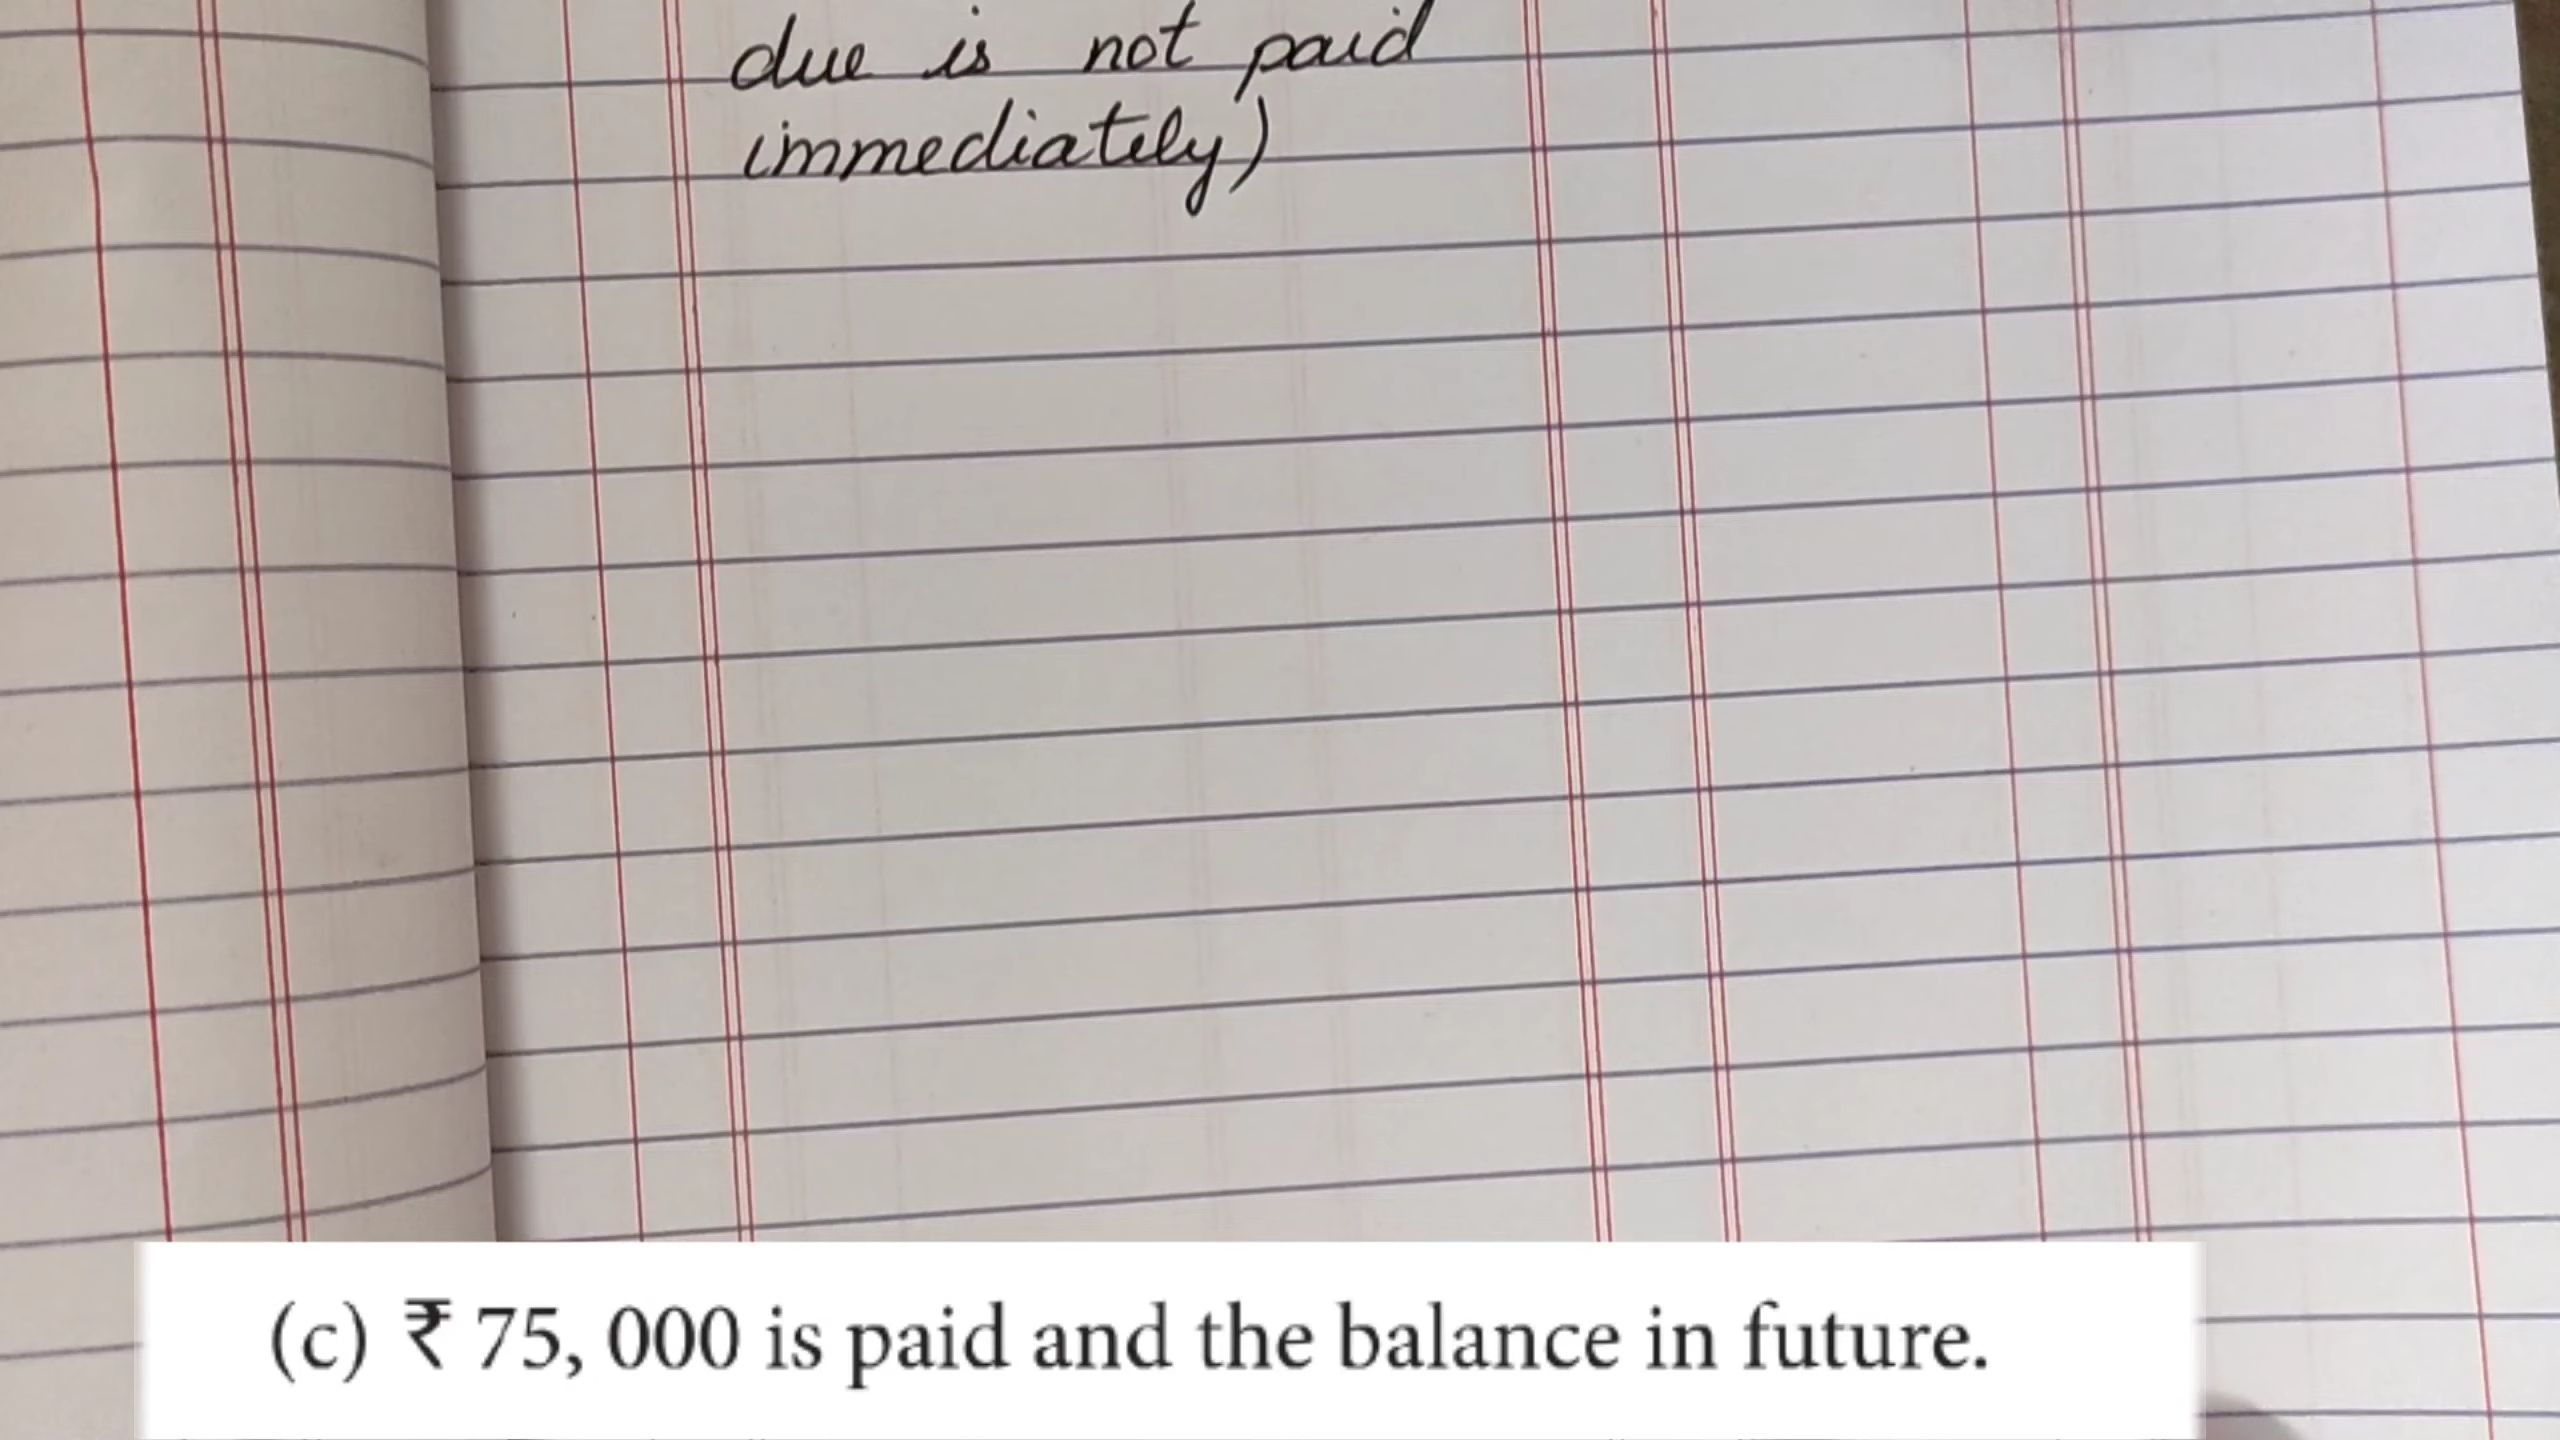 due is not paid
immediately)
(c) ₹ 75, 000 is paid and the balance in future.